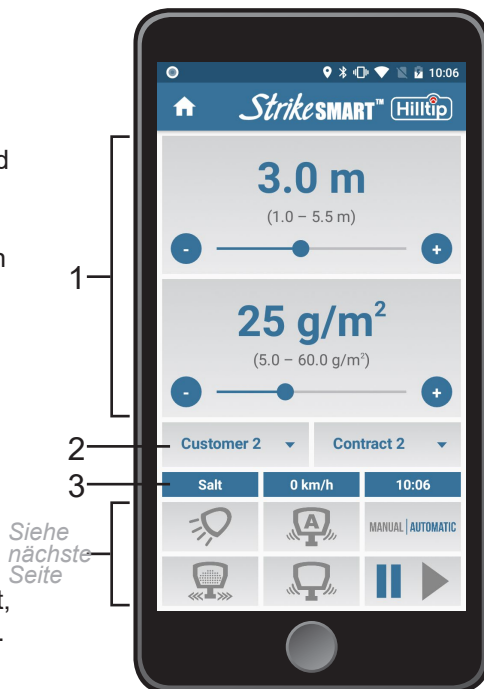 10:06
StrikeSMART™ Hilltip
3.0 m
(1.0 – 5.5 m)
- +
1
25 g/m²
(5.0 – 60.0 g/m²)
- +
2 Customer 2 Contract 2
3 Salt 0 km/h 10:06
A MANUAL | AUTOMATIC
Siehe
nächste
Seite